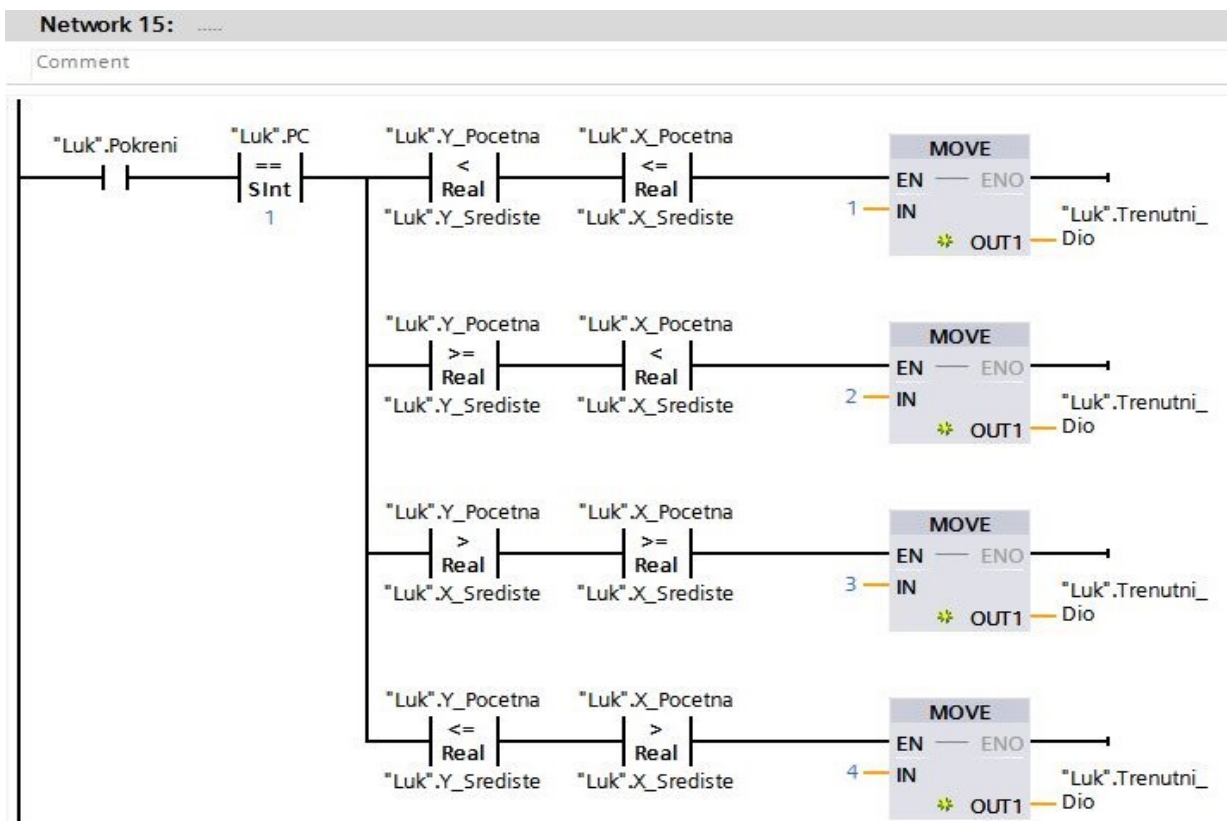 Network 15: .....
Comment
"Luk".Pokreni
"Luk".PC
==
SInt
1
"Luk".Y_Pocetna
<
Real
"Luk".Y_Srediste
"Luk".X_Pocetna
<=
Real
"Luk".X_Srediste
MOVE
EN ENO
1 IN
OUT1
"Luk".Trenutni_
Dio
"Luk".Y_Pocetna
>=
Real
"Luk".Y_Srediste
"Luk".X_Pocetna
<
Real
"Luk".X_Srediste
MOVE
EN ENO
2 IN
OUT1
"Luk".Trenutni_
Dio
"Luk".Y_Pocetna
>
Real
"Luk".X_Srediste
"Luk".X_Pocetna
>=
Real
"Luk".X_Srediste
MOVE
EN ENO
3 IN
OUT1
"Luk".Trenutni_
Dio
"Luk".Y_Pocetna
<=
Real
"Luk".Y_Srediste
"Luk".X_Pocetna
>
Real
"Luk".X_Srediste
MOVE
EN ENO
4 IN
OUT1
"Luk".Trenutni_
Dio